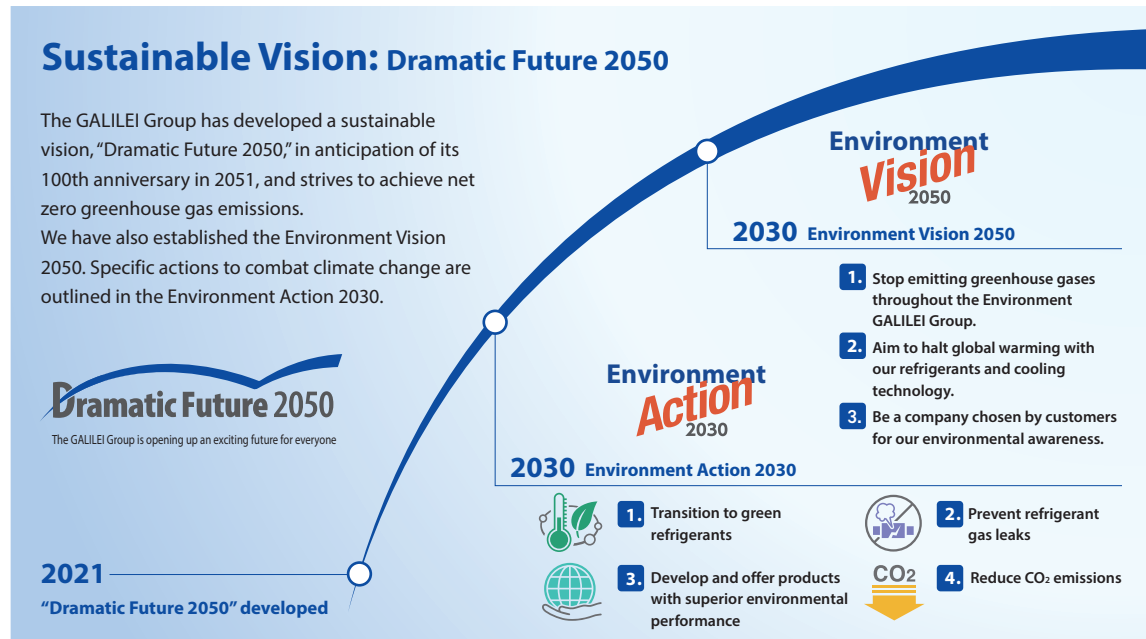 Sustainable Vision: Dramatic Future 2050
The GALILEI Group has developed a sustainable
vision, “Dramatic Future 2050,” in anticipation of its
100th anniversary in 2051, and strives to achieve net
zero greenhouse gas emissions.
We have also established the Environment Vision
2050. Specific actions to combat climate change are
outlined in the Environment Action 2030.
Dramatic Future 2050
The GALILEI Group is opening up an exciting future for everyone
2021
“Dramatic Future 2050” developed
Environment
Action
2030
2030 Environment Action 2030
1. Transition to green
refrigerants
2. Prevent refrigerant
gas leaks
3. Develop and offer products
with superior environmental
performance
CO2
4. Reduce CO2 emissions
Environment
Vision
2050
2030 Environment Vision 2050
1. Stop emitting greenhouse gases
throughout the Environment
GALILEI Group.
2. Aim to halt global warming with
our refrigerants and cooling
technology.
3. Be a company chosen by customers
for our environmental awareness.